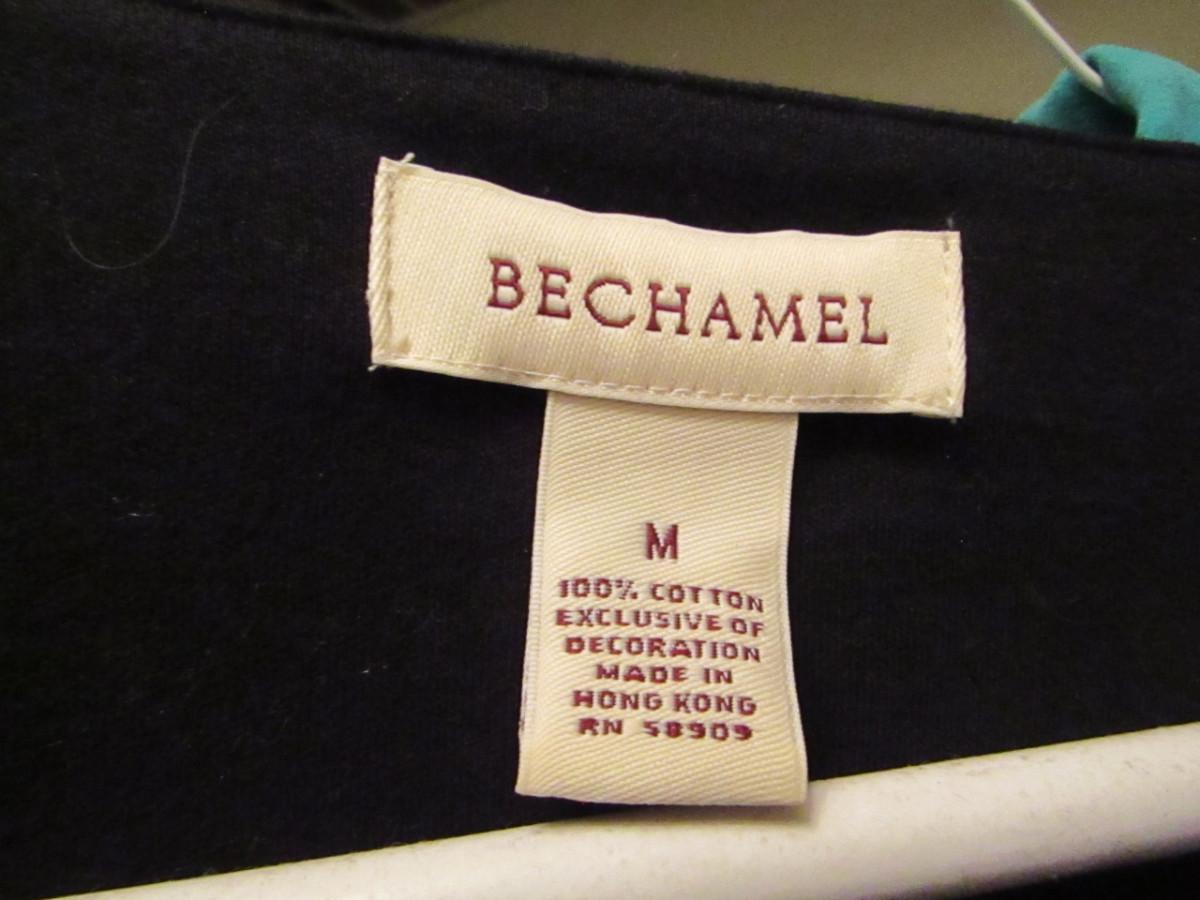 BECHAMEL
M
100% COTTON
EXCLUSIVE OF
DECORATION
MADE IN
HONG KONG
RN 58909